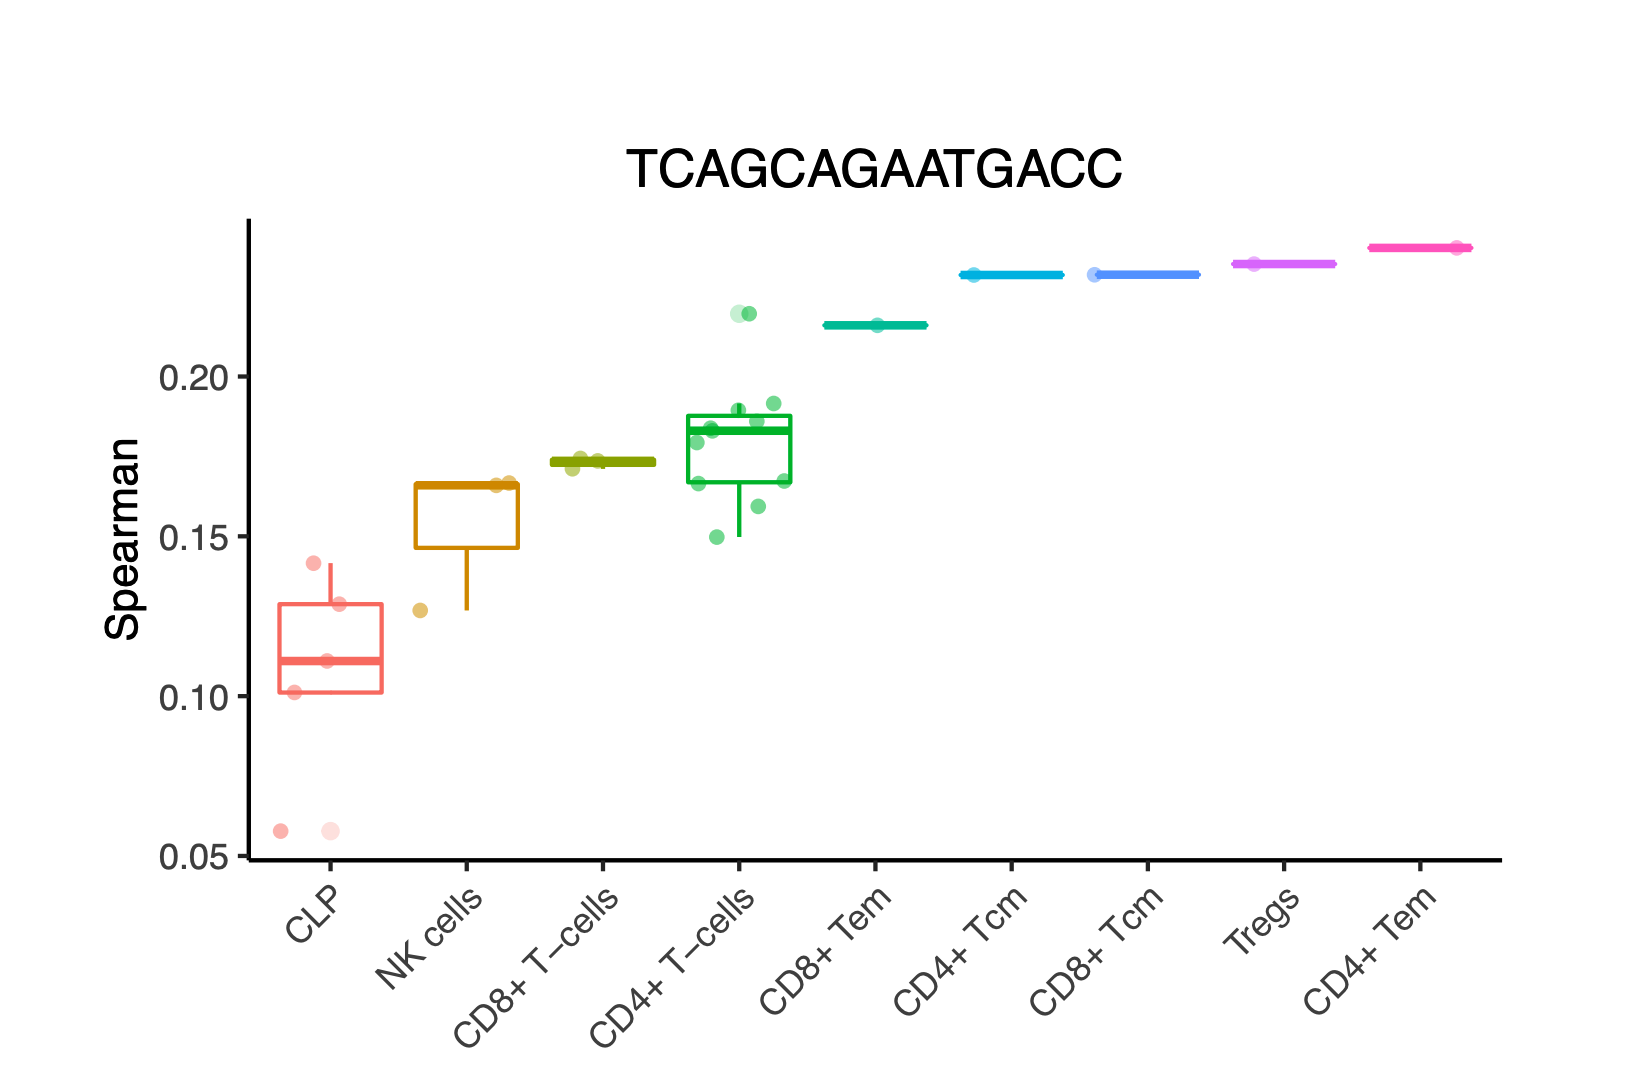 TCAGCAGAATGACC
Spearman
0.20
0.15
0.10
0.05
CLP
NK cells
CD8+ T−cells
CD4+ T−cells
CD8+ Tem
CD4+ Tcm
CD8+ Tcm
Tregs
CD4+ Tem